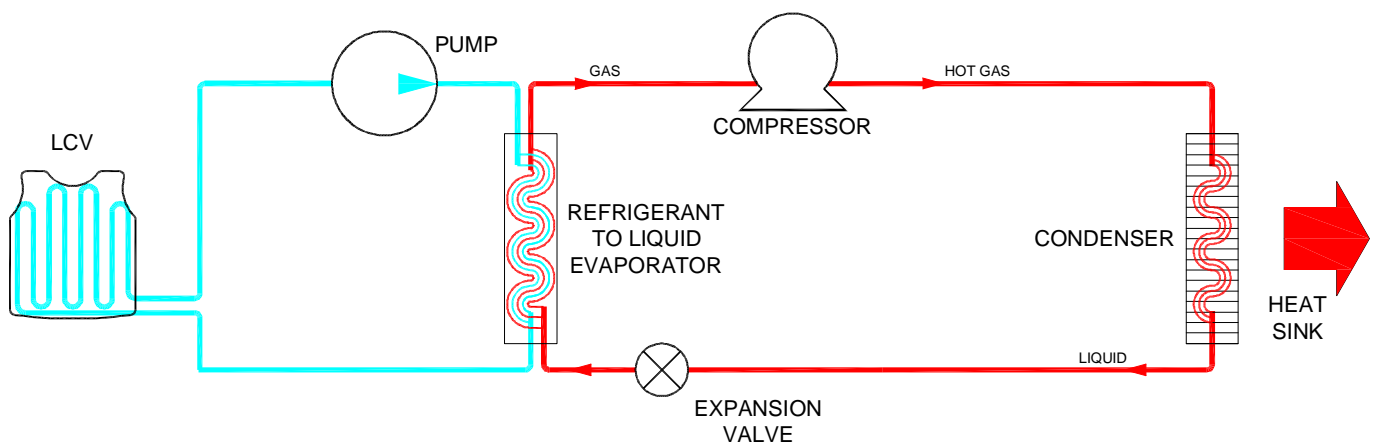 PUMP
GAS
HOT GAS
COMPRESSOR
LCV
REFRIGERANT
TO LIQUID
EVAPORATOR
CONDENSER
HEAT
SINK
LIQUID
EXPANSION
VALVE